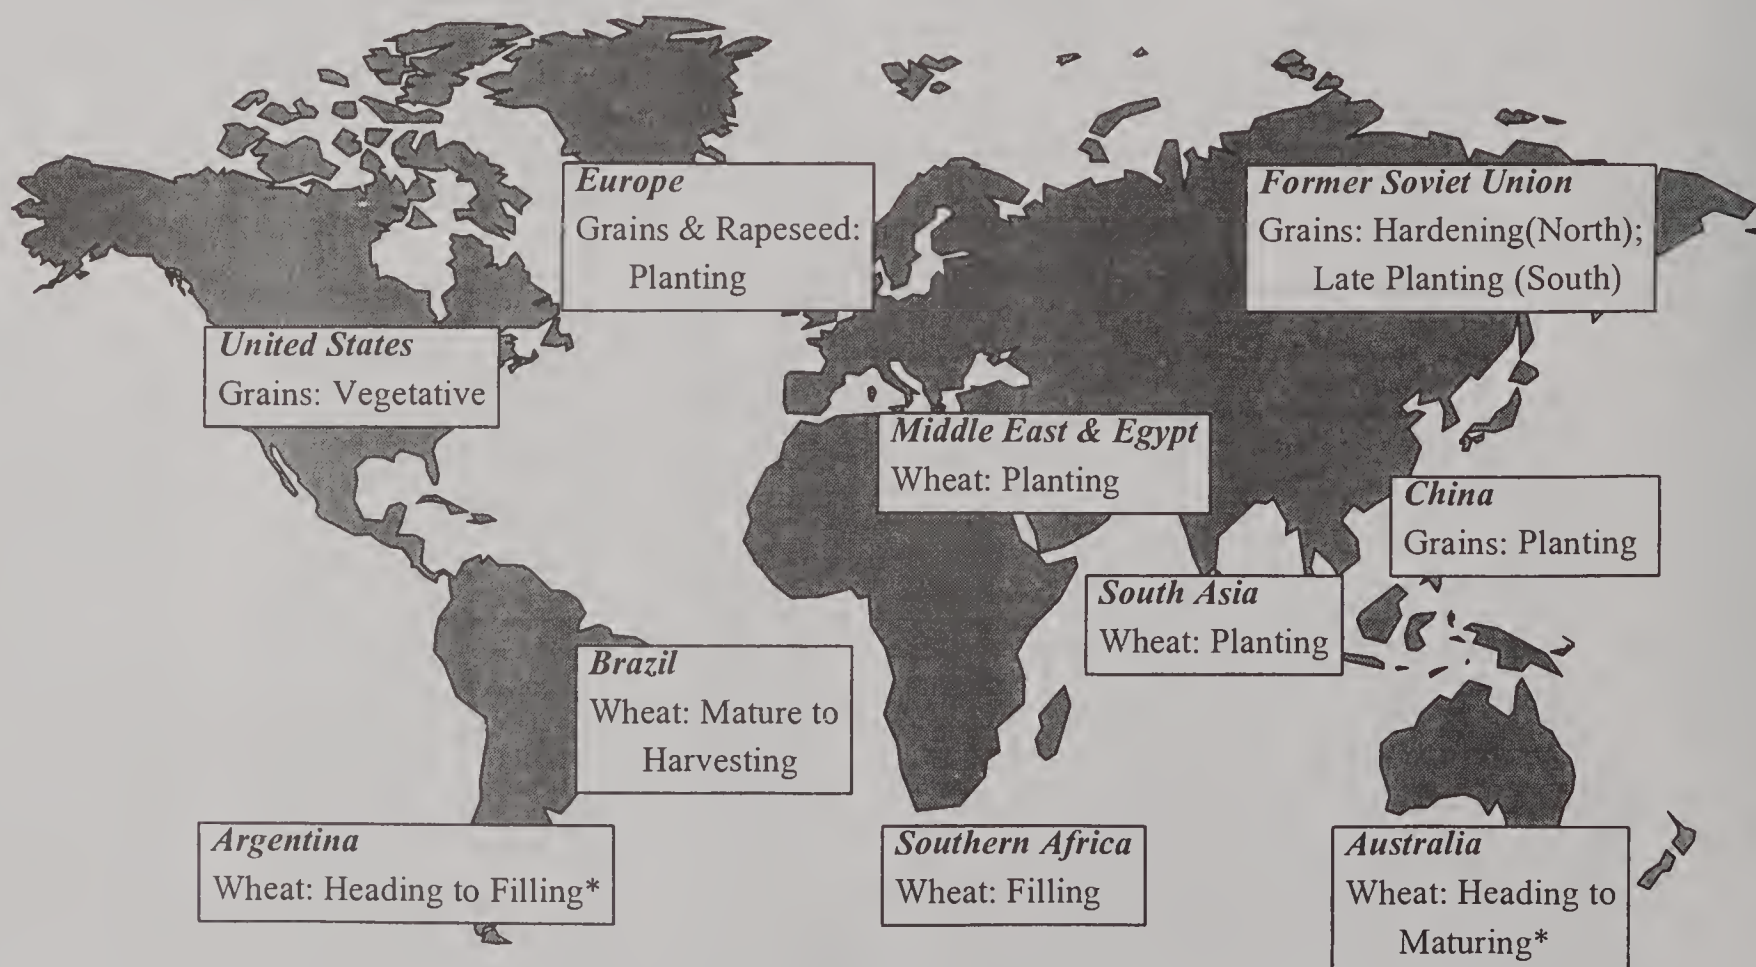 Europe
Grains & Rapeseed:
Planting
Former Soviet Union
Grains: Hardening(North);
Late Planting (South)
United States
Grains: Vegetative
Middle East & Egypt
Wheat: Planting
China
Grains: Planting
South Asia
Wheat: Planting
Brazil
Wheat: Mature to
Harvesting
Argentina
Wheat: Heading to Filling*
Southern Africa
Wheat: Filling
Australia
Wheat: Heading to
Maturing*